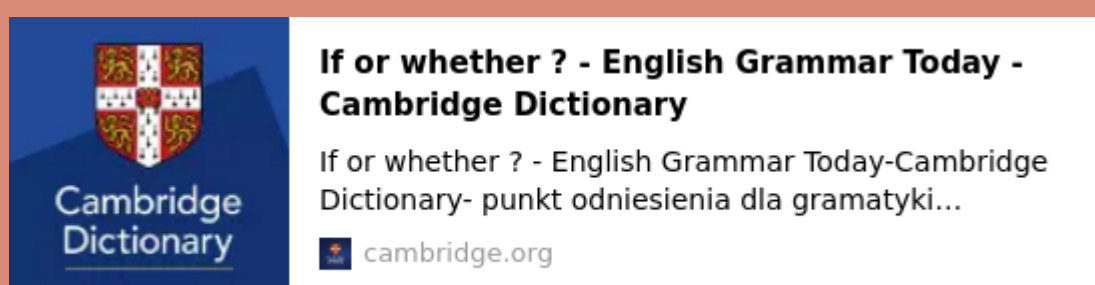 Cambridge
Dictionary
If or whether ? - English Grammar Today -
Cambridge Dictionary
If or whether ? - English Grammar Today-Cambridge
Dictionary- punkt odniesienia dla gramatyki...
cambridge.org